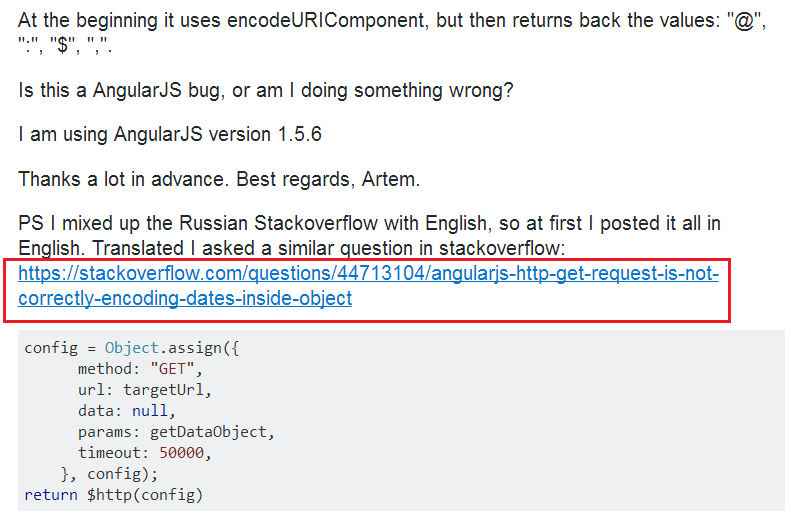 At the beginning it uses encodeURIComponent, but then returns back the values: "@",
":", "$", ",".
Is this a AngularJS bug, or am I doing something wrong?
I am using AngularJS version 1.5.6
Thanks a lot in advance. Best regards, Artem.
PS I mixed up the Russian Stackoverflow with English, so at first I posted it all in
English. Translated I asked a similar question in stackoverflow:
https://stackoverflow.com/questions/44713104/angularjs-http-get-request-is-not-
correctly-encoding-dates-inside-object
config = Object.assign({
      method: "GET",
      url: targetUrl,
      data: null,
      params: getDataObject,
      timeout: 50000,
    }, config);
return $http(config)